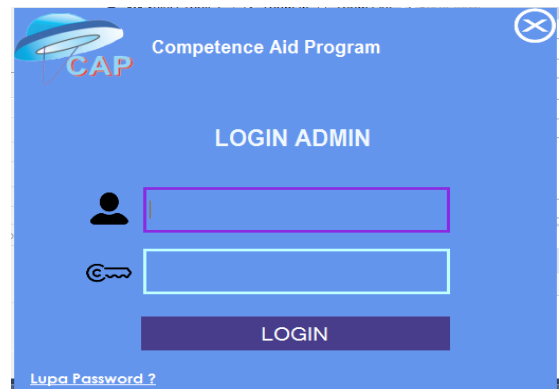 Competence Aid Program
CAP
LOGIN ADMIN
LOGIN
Lupa Password ?